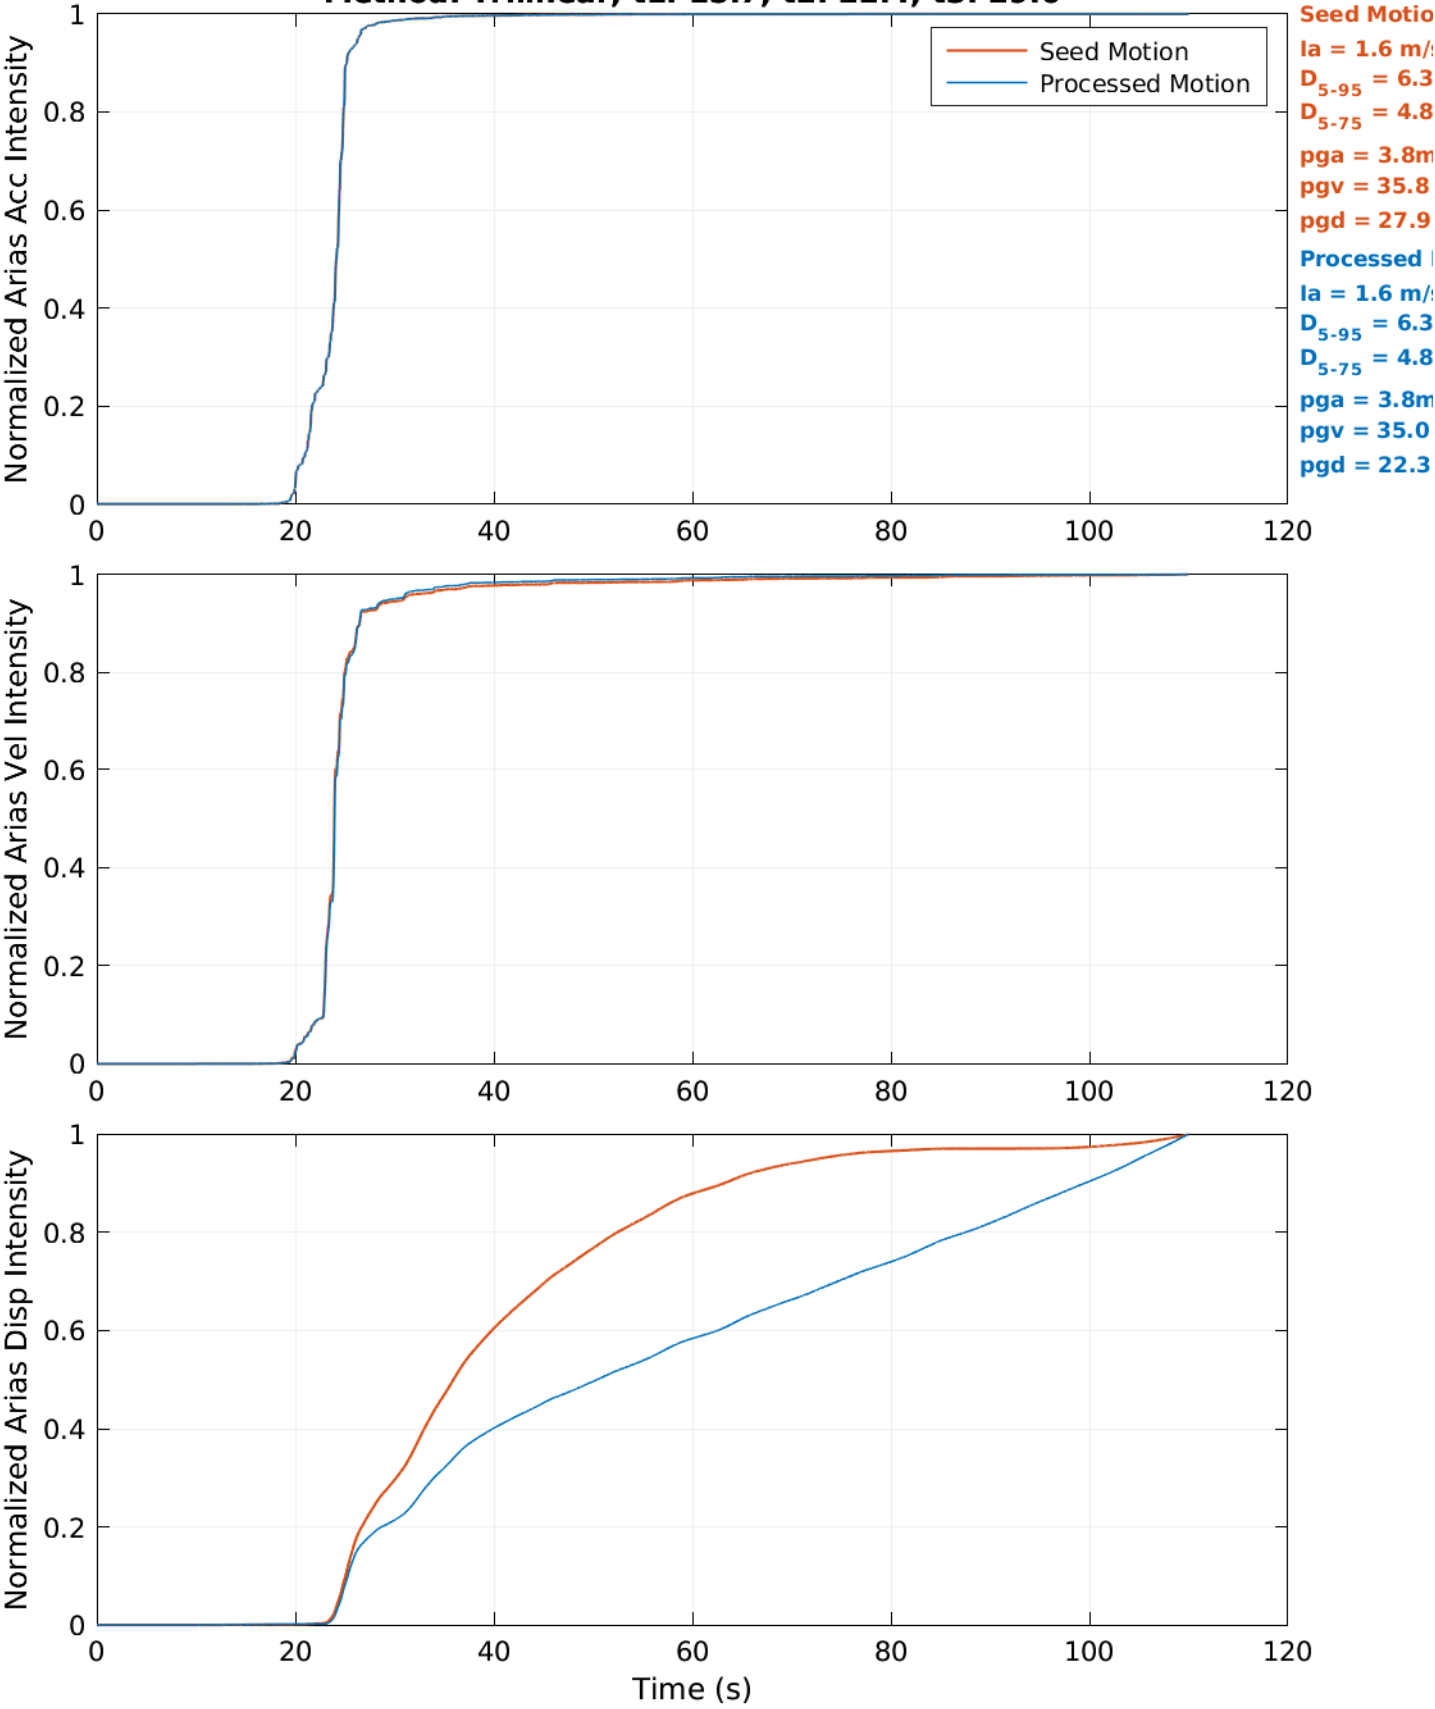 Normalized Arias Acc Intensity
1
0.8
0.6
0.4
0.2
0
0 20 40 60 80 100 120
Seed Motion
Processed Motion
Seed Motio
Ia = 1.6 m/s
D5-95 = 6.3
D5-75 = 4.8
pga = 3.8m
pgv = 35.8
pgd = 27.9
Processed
Ia = 1.6 m/s
D5-95 = 6.3
D5-75 = 4.8
pga = 3.8m
pgv = 35.0
pgd = 22.3
Normalized Arias Vel Intensity
1
0.8
0.6
0.4
0.2
0
0 20 40 60 80 100 120
Normalized Arias Disp Intensity
1
0.8
0.6
0.4
0.2
0
0 20 40 60 80 100 120
Time (s)